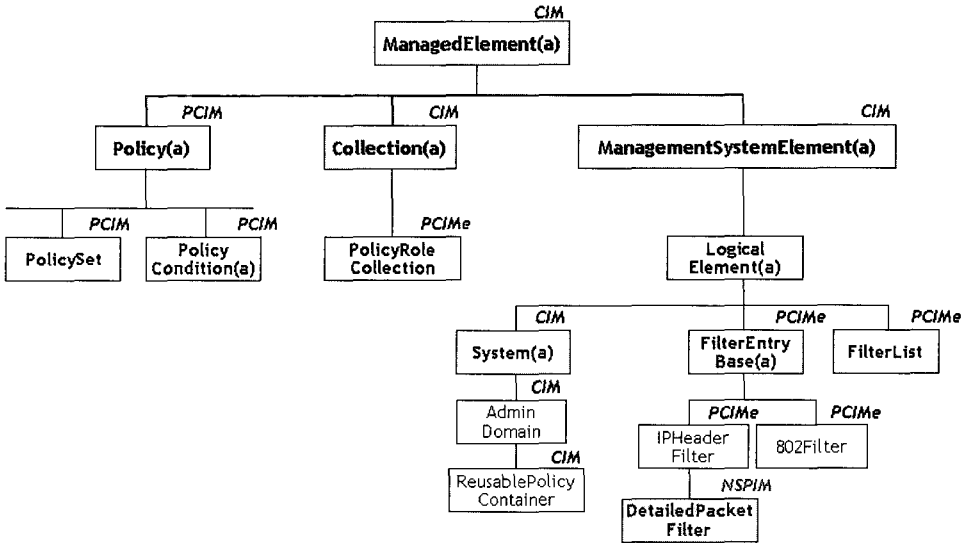 CIM
ManagedElement(a)
PCIM
CIM
CIM
Policy(a)
Collection(a)
ManagementSystemElement(a)
PCIM
PCIM
PCIMe
PolicySet
Policy
Condition(a)
PolicyRole
Collection
Logical
Element(a)
CIM
PCIMe
PCIMe
System(a)
FilterEntry
Base(a)
FilterList
CIM
PCIMe
PCIMe
Admin
Domain
IPHeader
Filter
802Filter
CIM
ReusablePolicy
Container
NSPIM
DetailedPacket
Filter